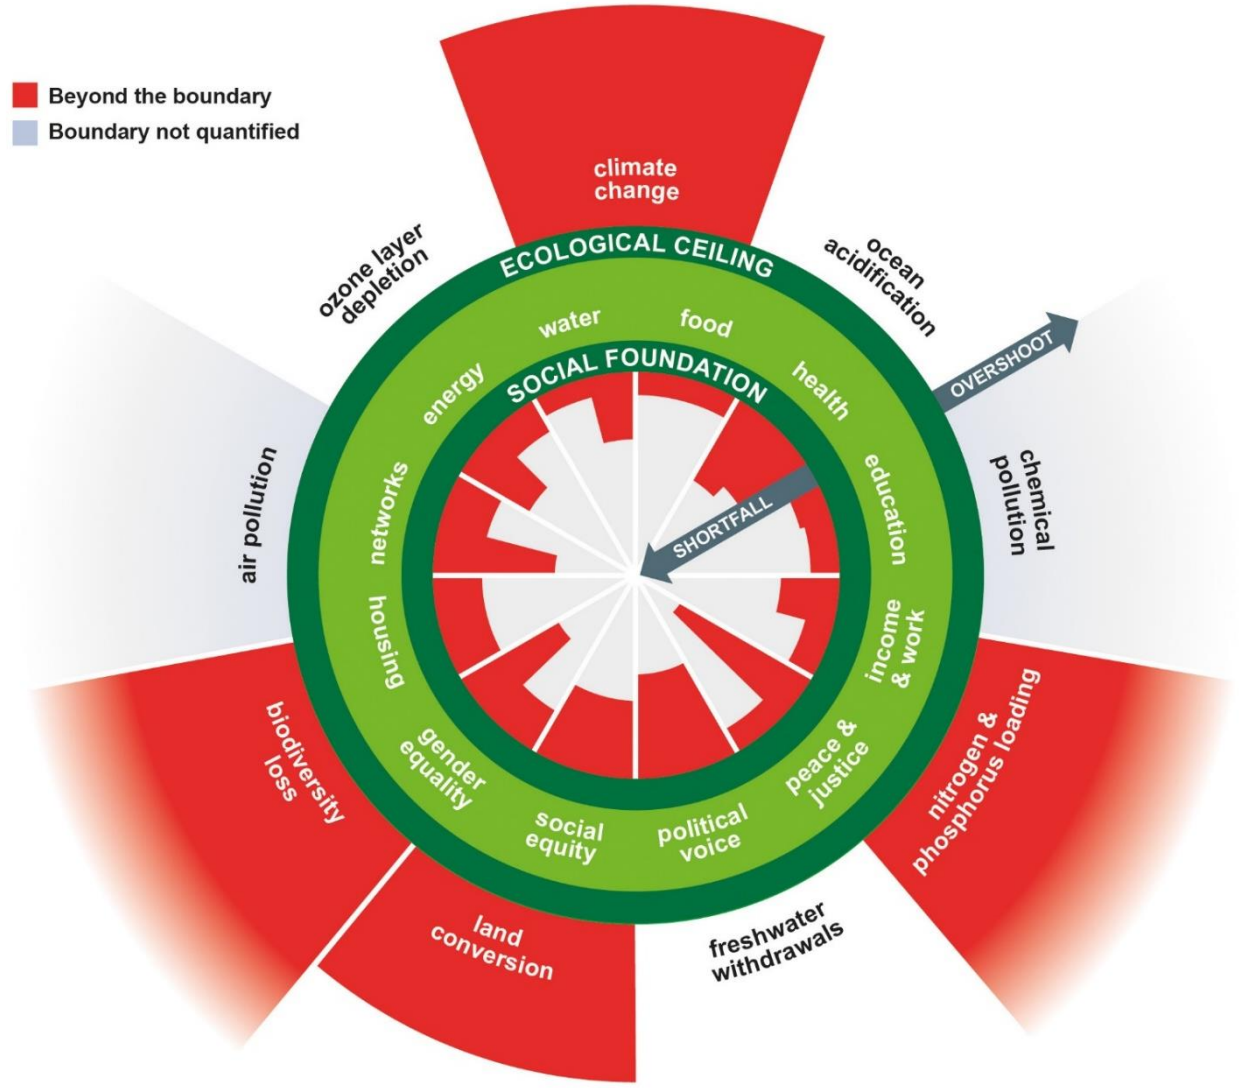 Beyond the boundary
Boundary not quantified
climate
change
ECOLOGICAL CEILING
ozone layer
depletion
ocean
acidification
water
food
SOCIAL FOUNDATION
energy
health
OVERSHOOT
networks
education
air pollution
chemical
pollution
SHORTFALL
housing
income
& work
biodiversity
loss
gender
equality
peace &
justice
nitrogen &
phosphorus loading
social
equity
political
voice
land
conversion
freshwater
withdrawals